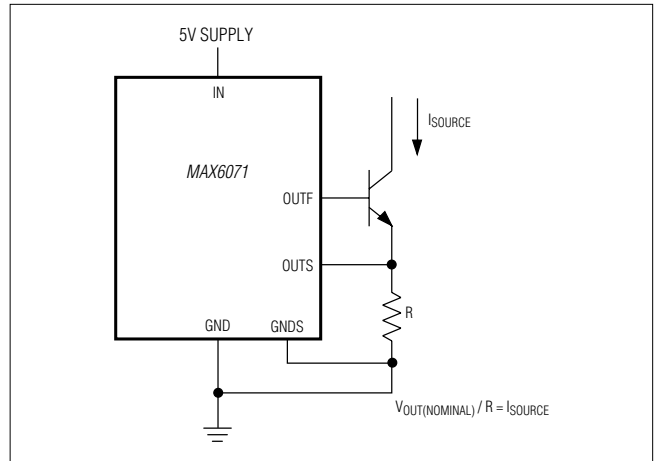 5V SUPPLY
IN
ISOURCE
MAX6071
OUTF
OUTS
R
GND
GNDS
VOUT(NOMINAL) / R = ISOURCE